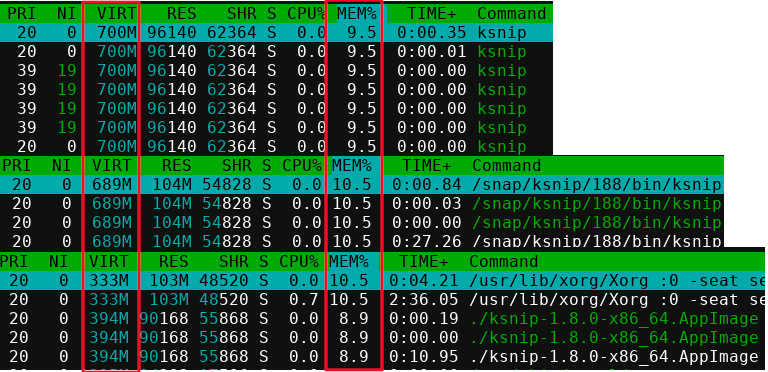 PRI NI VIRT RES SHR S CPU% MEM% TIME+ Command
20 0 700M 96140 62364 S 0.0 9.5 0:00.35 ksnip
20 0 700M 96140 62364 S 0.0 9.5 0:00.01 ksnip
39 19 700M 96140 62364 S 0.0 9.5 0:00.00 ksnip
39 19 700M 96140 62364 S 0.0 9.5 0:00.00 ksnip
39 19 700M 96140 62364 S 0.0 9.5 0:00.00 ksnip
39 19 700M 96140 62364 S 0.0 9.5 0:00.00 ksnip
20 0 700M 96140 62364 S 0.0 9.5 0:00.00 ksnip
PRI NI VIRT RES SHR S CPU% MEM% TIME+ Command
20 0 689M 104M 54828 S 0.0 10.5 0:00.84 /snap/ksnip/188/bin/ksnip
20 0 689M 104M 54828 S 0.0 10.5 0:00.03 /snap/ksnip/188/bin/ksnip
20 0 689M 104M 54828 S 0.0 10.5 0:00.00 /snap/ksnip/188/bin/ksnip
20 0 689M 104M 54828 S 0.0 10.5 0:27.26 /snap/ksnip/188/bin/ksnip
PRI NI VIRT RES SHR S CPU% MEM% TIME+ Command
20 0 333M 103M 48520 S 0.0 10.5 0:04.21 /usr/lib/xorg/Xorg :0 -seat se
20 0 333M 103M 48520 S 0.7 10.5 2:36.05 /usr/lib/xorg/Xorg :0 -seat se
20 0 394M 90168 55868 S 0.0 8.9 0:00.19 ./ksnip-1.8.0-x86_64.AppImage
20 0 394M 90168 55868 S 0.0 8.9 0:00.00 ./ksnip-1.8.0-x86_64.AppImage
20 0 394M 90168 55868 S 0.0 8.9 0:10.95 ./ksnip-1.8.0-x86_64.AppImage